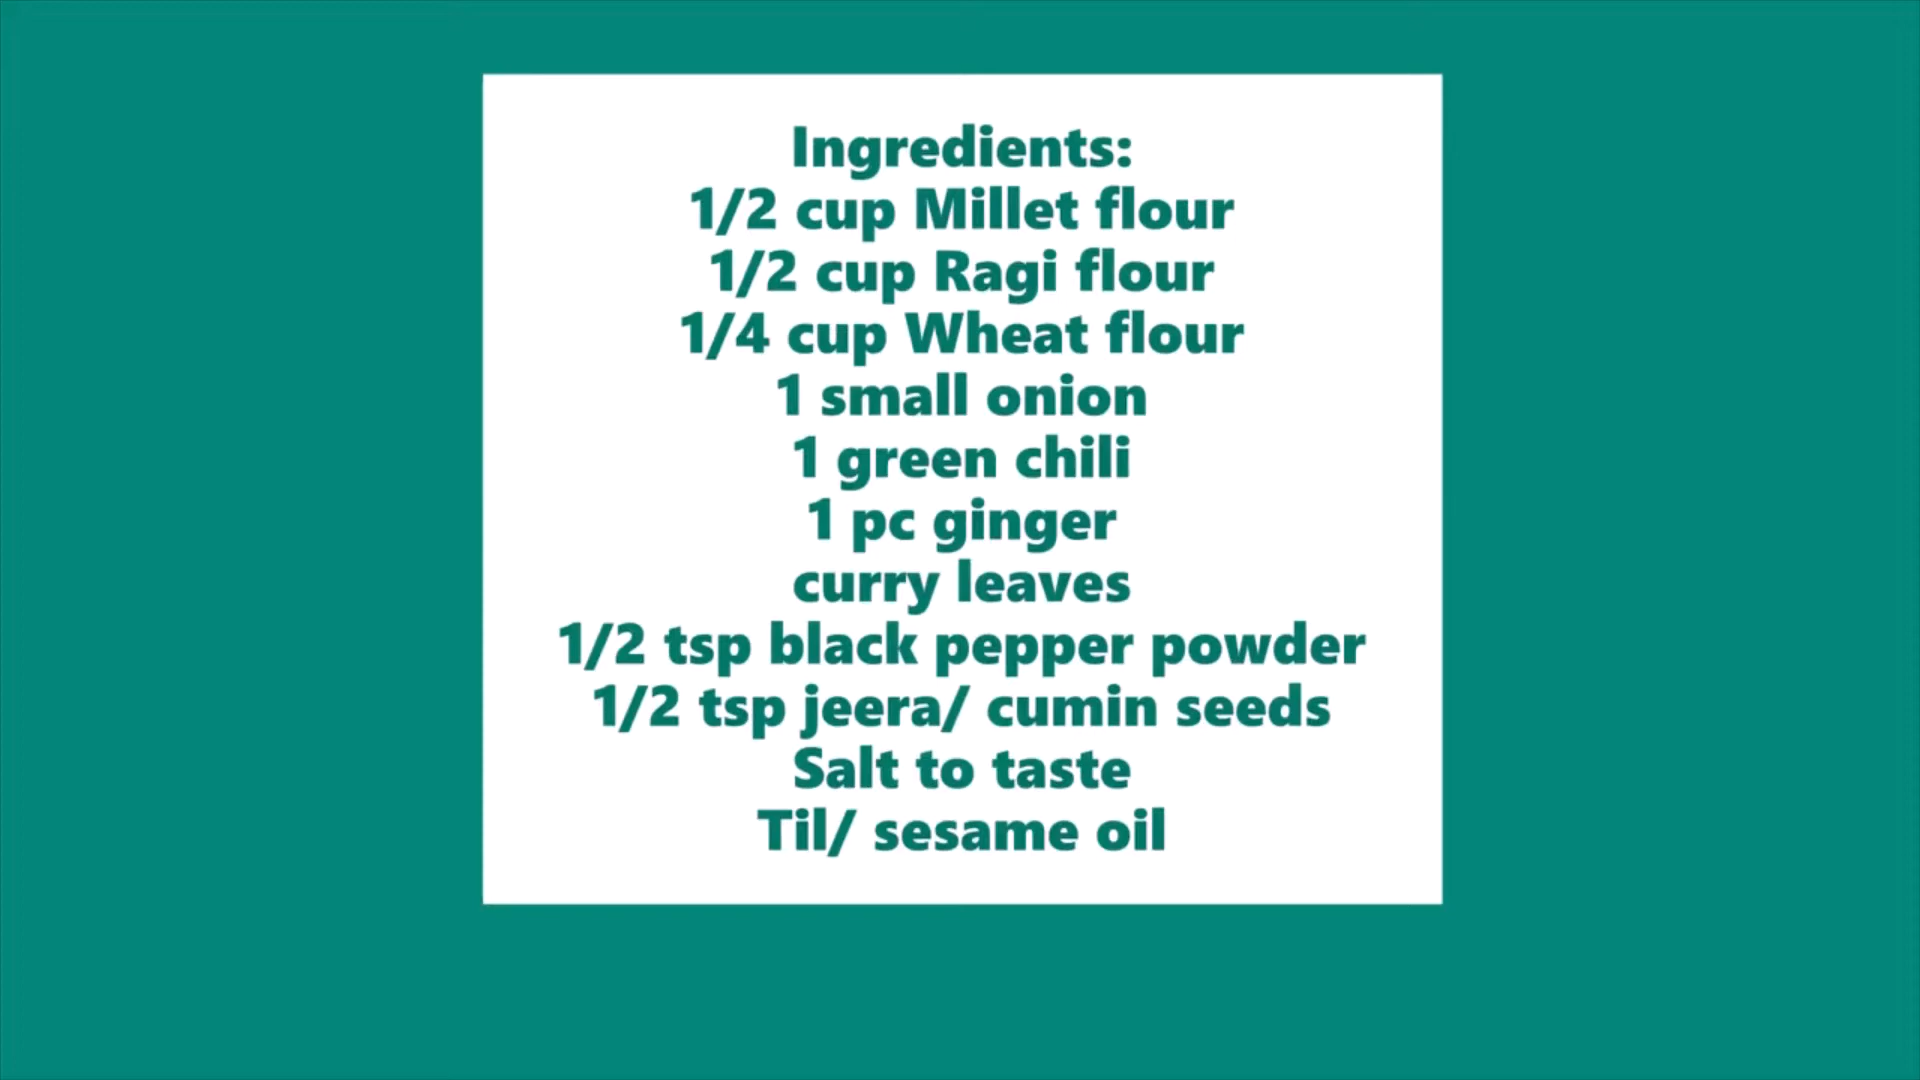 Ingredients:
1/2 cup Millet flour
1/2 cup Ragi flour
1/4 cup Wheat flour
1 small onion
1 green chili
1 pc ginger
curry leaves
1/2 tsp black pepper powder
1/2 tsp jeera/ cumin seeds
Salt to taste
Til/ sesame oil